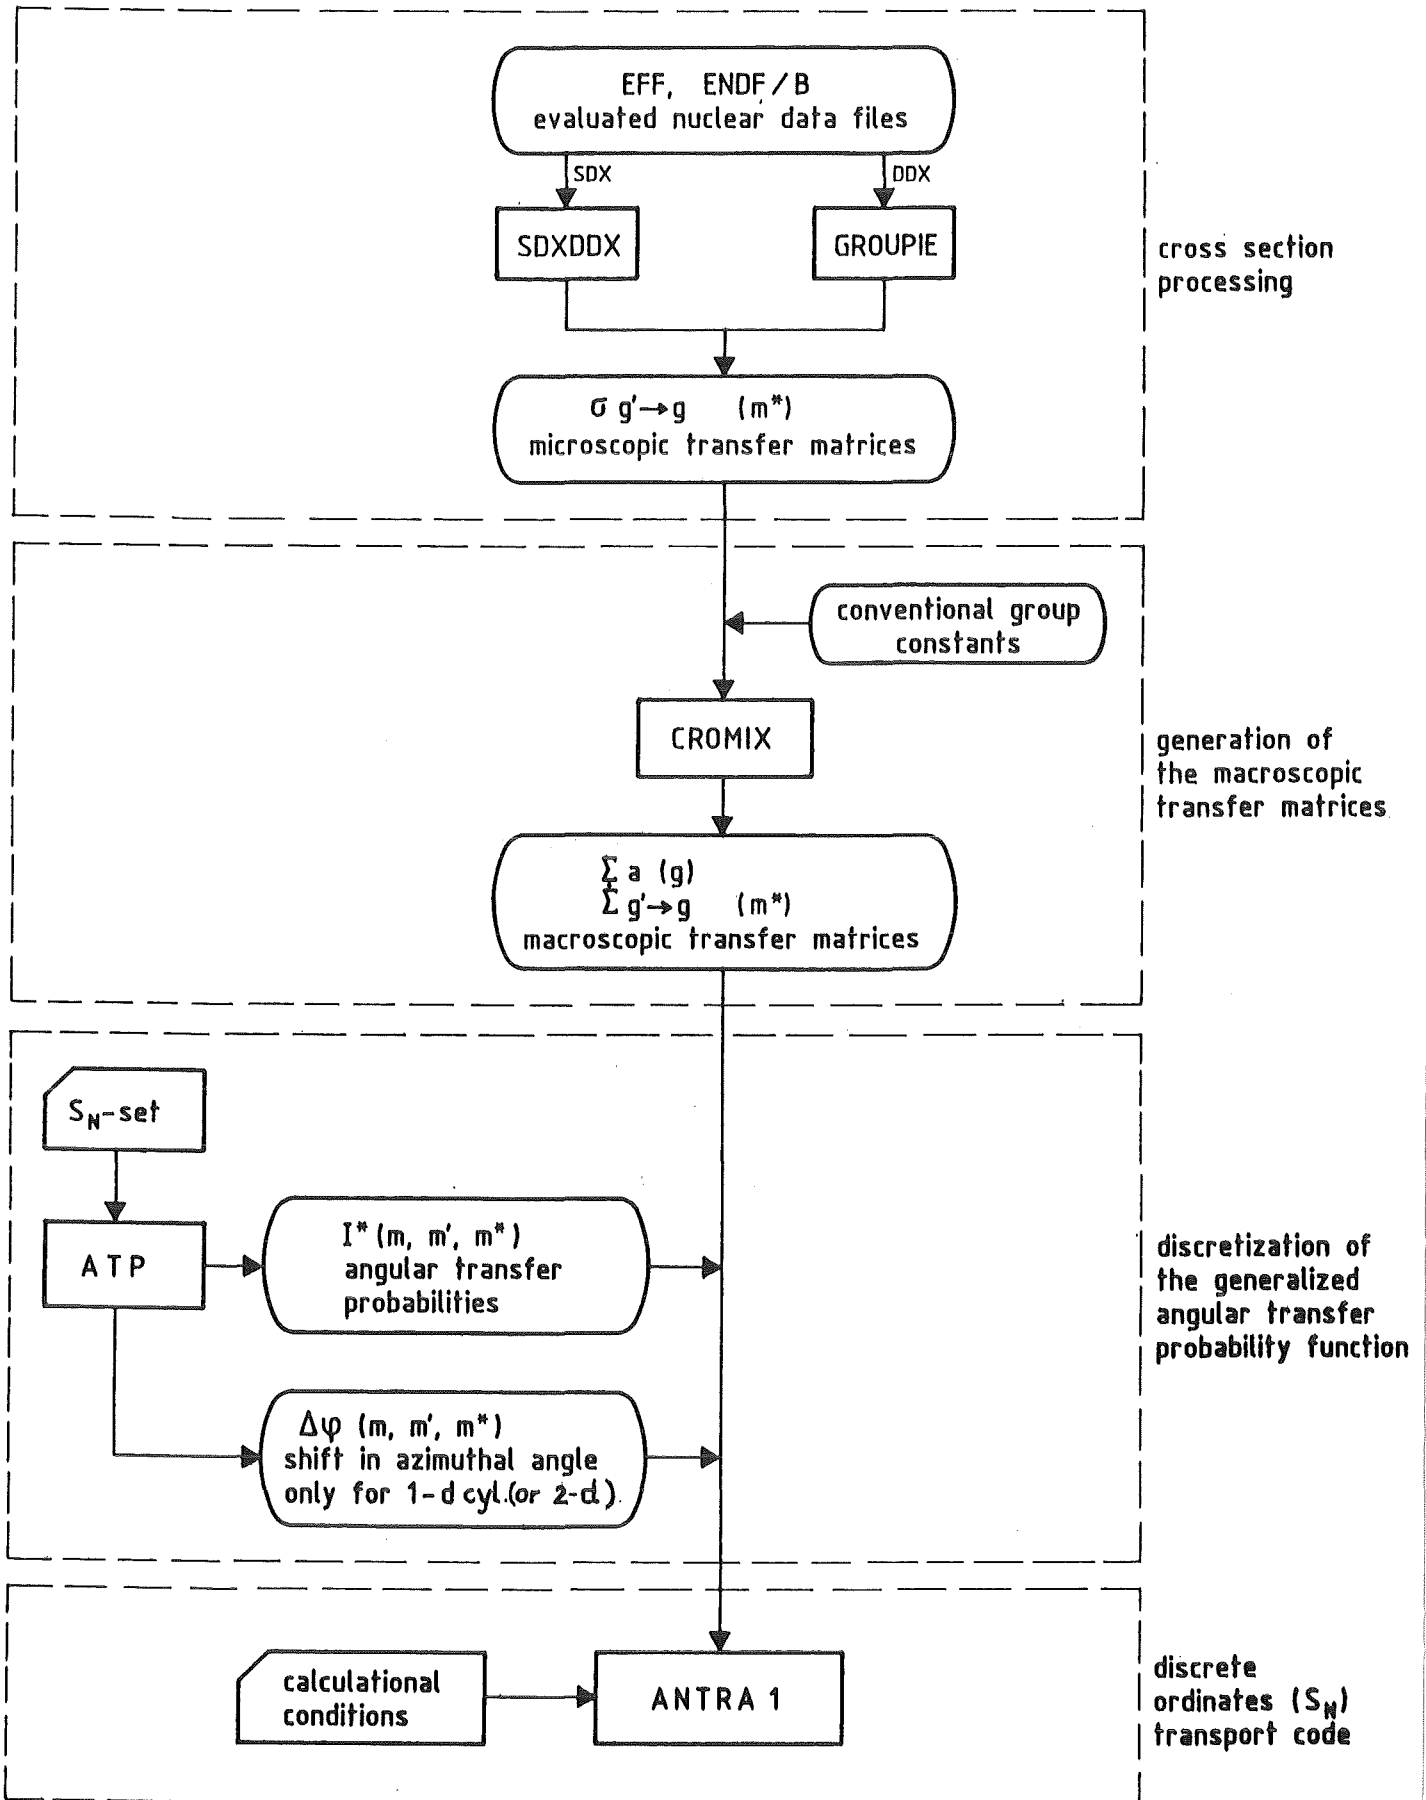 EFF, ENDF/B
evaluated nuclear data files
SDX
DDX
SDXDDX
GROUPIE
cross section
processing
σ g'→g (m*)
microscopic transfer matrices
conventional group
constants
CROMIX
generation of
the macroscopic
transfer matrices
Σ a (g)
Σ g'→g (m*)
macroscopic transfer matrices
S_N-set
ATP
I* (m, m', m*)
angular transfer
probabilities
discretization of
the generalized
angular transfer
probability function
Δφ (m, m', m*)
shift in azimuthal angle
only for 1-d cyl.(or 2-d).
calculational
conditions
ANTRA 1
discrete
ordinates (S_N)
transport code